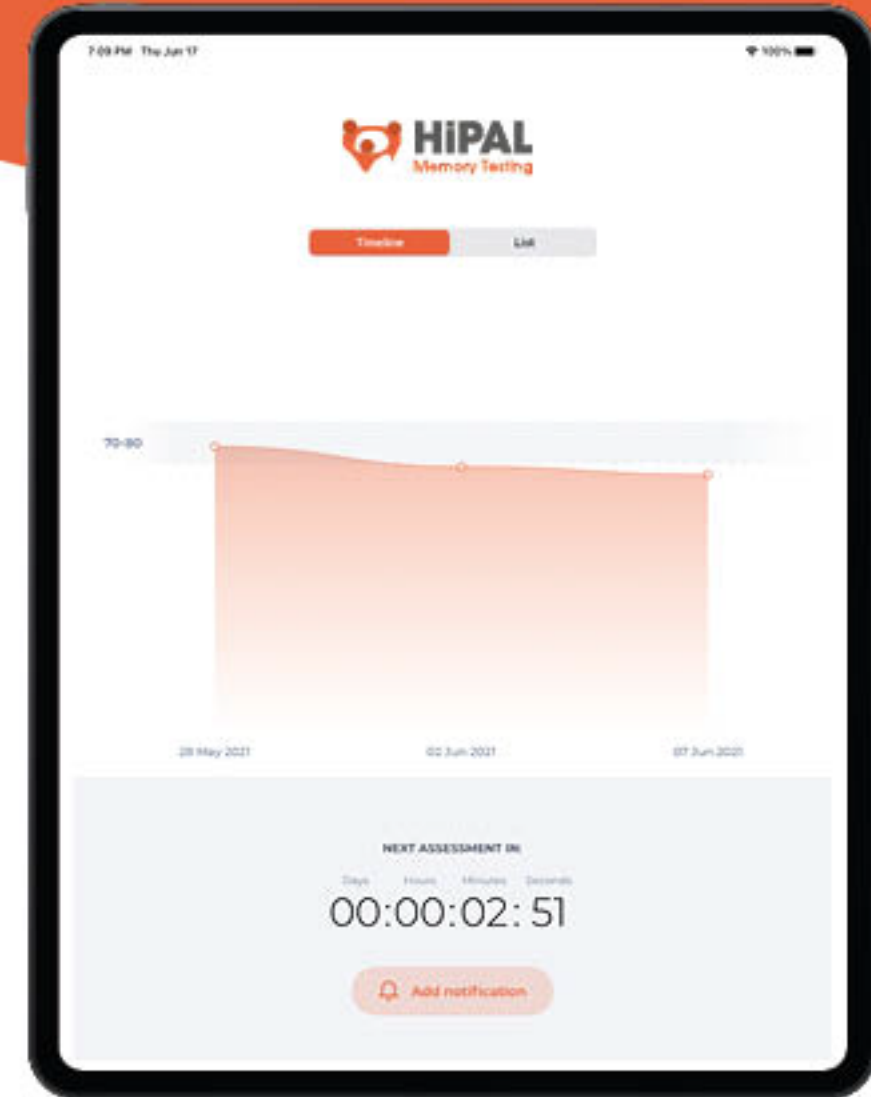 7:09 PM Thu Jun 17
100%
HiPAL
Memory Testing
Timeline
List
70-80
28 May 2021
02 Jun 2021
07 Jun 2021
NEXT ASSESSMENT IN:
Days Hours Minutes Seconds
00:00:02:51
Add notification